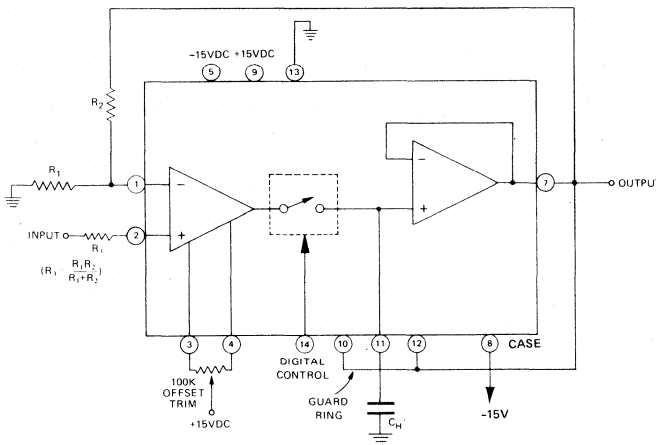 -15VDC +15VDC
5
9
13
R2
R1
1
2
INPUT
R1
(R1 = R1R2
R1+R2)
-
+
-
+
7
OUTPUT
3
4
14
10
11
12
8
CASE
DIGITAL
CONTROL
100K
OFFSET
TRIM
GUARD
RING
+15VDC
CH
-15V